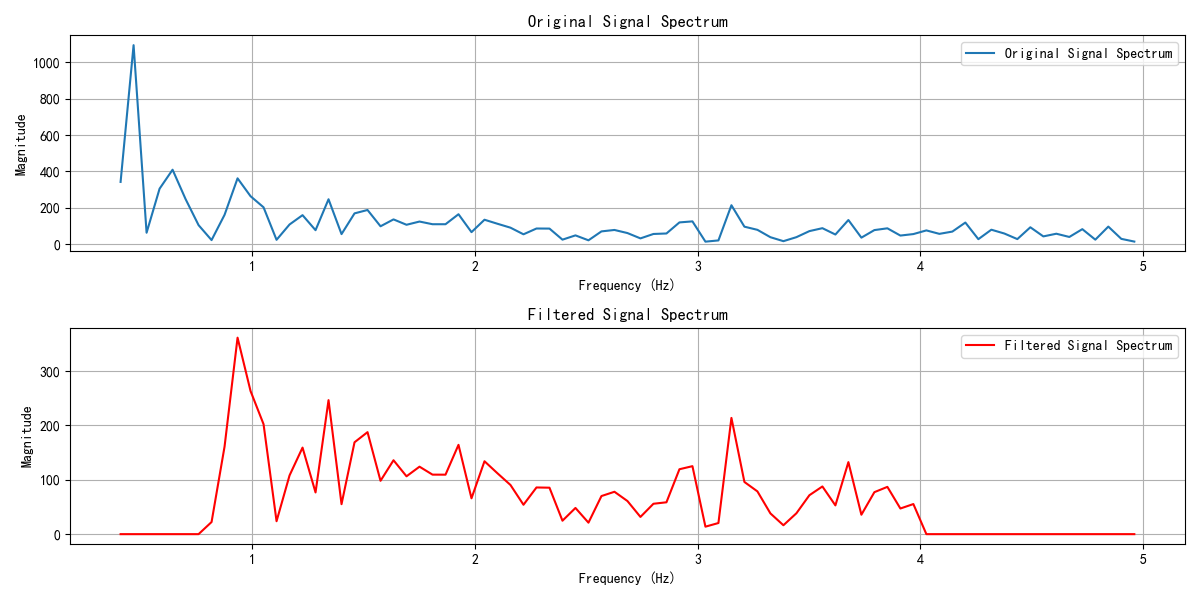 Original Signal Spectrum
Original Signal Spectrum
Magnitude
1000
800
600
400
200
0
1 2 3 4 5
Frequency (Hz)
Filtered Signal Spectrum
Filtered Signal Spectrum
Magnitude
300
200
100
0
1 2 3 4 5
Frequency (Hz)